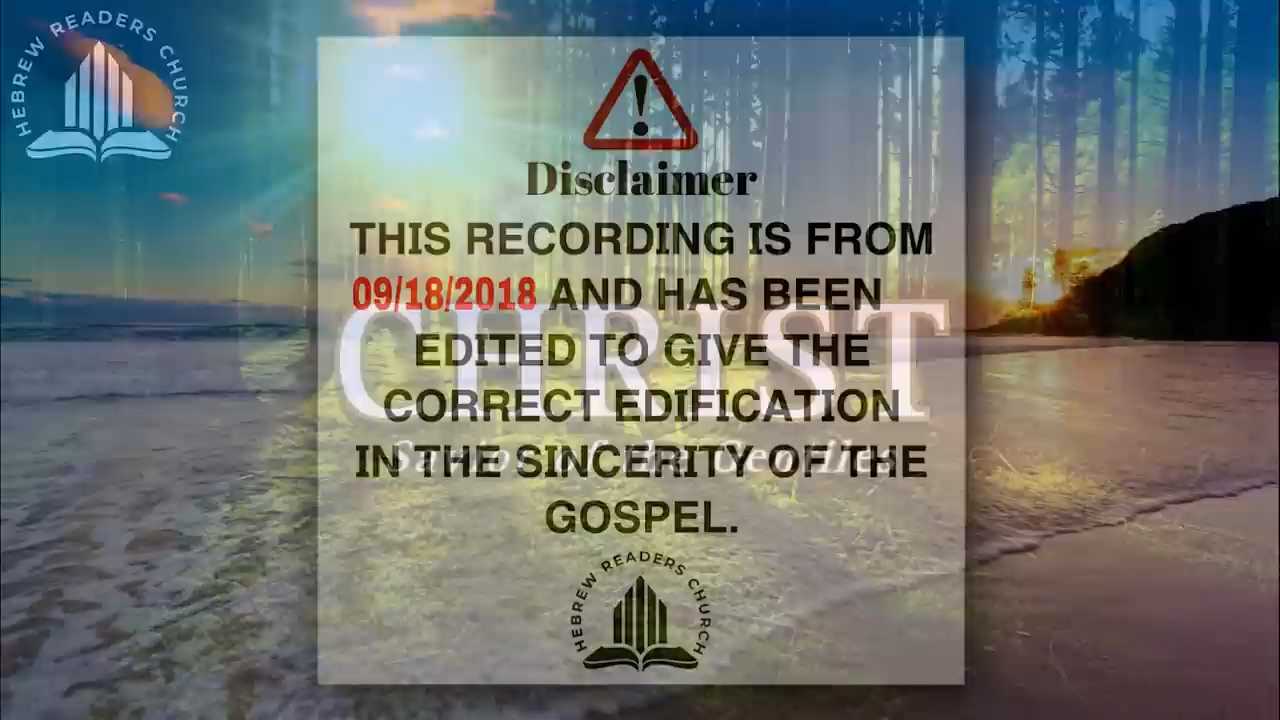 HEBREW READERS CHURCH
Disclaimer
THIS RECORDING IS FROM
09/18/2018 AND HAS BEEN
EDITED TO GIVE THE
CORRECT EDIFICATION
IN THE SINCERITY OF THE
GOSPEL.
CHRIST
HEBREW READERS CHURCH